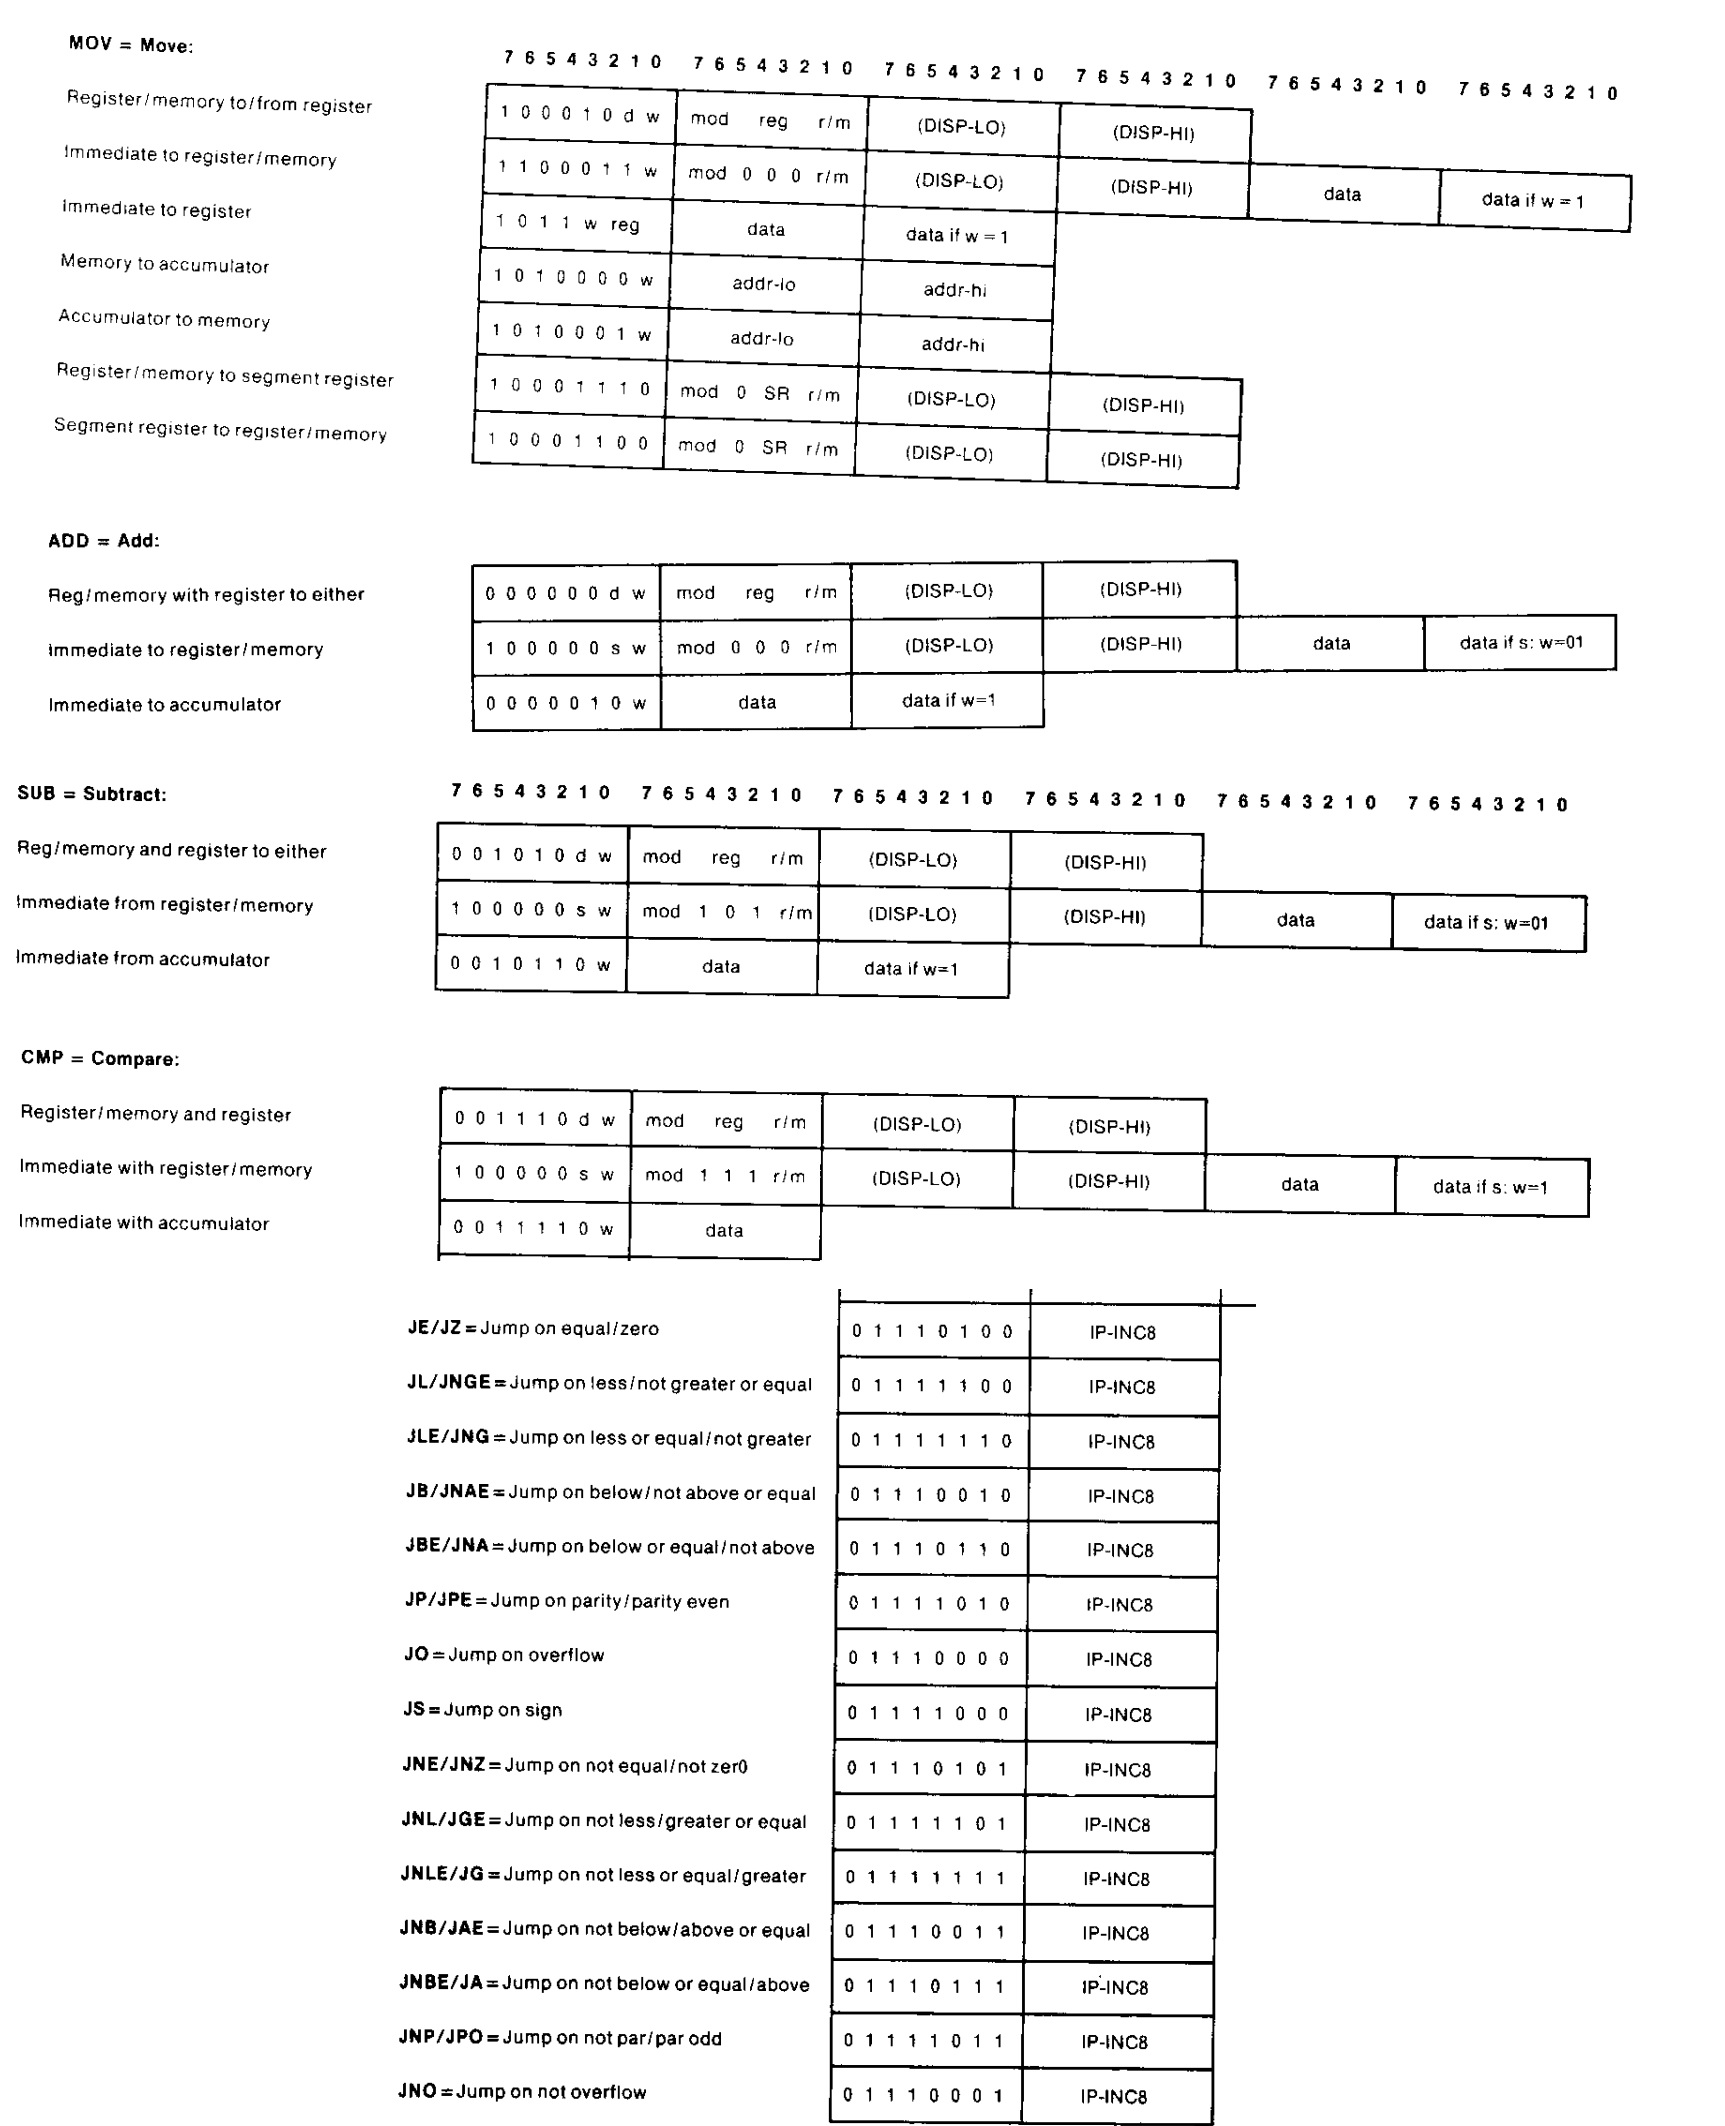 MOV = Move:
7 6 5 4 3 2 1 0 7 6 5 4 3 2 1 0 7 6 5 4 3 2 1 0 7 6 5 4 3 2 1 0 7 6 5 4 3 2 1 0 7 6 5 4 3 2 1 0
Register/memory to/from register 1 0 0 0 1 0 d w mod reg r/m (DISP-LO) (DISP-HI)
Immediate to register/memory 1 1 0 0 0 1 1 w mod 0 0 0 r/m (DISP-LO) (DISP-HI) data data if w = 1
Immediate to register 1 0 1 1 w reg data data if w = 1
Memory to accumulator 1 0 1 0 0 0 0 w addr-lo addr-hi
Accumulator to memory 1 0 1 0 0 0 1 w addr-lo addr-hi
Register/memory to segment register 1 0 0 0 1 1 1 0 mod 0 SR r/m (DISP-LO) (DISP-HI)
Segment register to register/memory 1 0 0 0 1 1 0 0 mod 0 SR r/m (DISP-LO) (DISP-HI)
ADD = Add:
Reg/memory with register to either 0 0 0 0 0 0 d w mod reg r/m (DISP-LO) (DISP-HI)
Immediate to register/memory 1 0 0 0 0 0 s w mod 0 0 0 r/m (DISP-LO) (DISP-HI) data data if s: w=01
Immediate to accumulator 0 0 0 0 0 1 0 w data data if w=1
SUB = Subtract: 7 6 5 4 3 2 1 0 7 6 5 4 3 2 1 0 7 6 5 4 3 2 1 0 7 6 5 4 3 2 1 0 7 6 5 4 3 2 1 0 7 6 5 4 3 2 1 0
Reg/memory and register to either 0 0 1 0 1 0 d w mod reg r/m (DISP-LO) (DISP-HI)
Immediate from register/memory 1 0 0 0 0 0 s w mod 1 0 1 r/m (DISP-LO) (DISP-HI) data data if s: w=01
Immediate from accumulator 0 0 1 0 1 1 0 w data data if w=1
CMP = Compare:
Register/memory and register 0 0 1 1 1 0 d w mod reg r/m (DISP-LO) (DISP-HI)
Immediate with register/memory 1 0 0 0 0 0 s w mod 1 1 1 r/m (DISP-LO) (DISP-HI) data data if s: w=1
Immediate with accumulator 0 0 1 1 1 1 0 w data
JE/JZ=Jump on equal/zero 0 1 1 1 0 1 0 0 IP-INC8
JL/JNGE=Jump on less/not greater or equal 0 1 1 1 1 1 0 0 IP-INC8
JLE/JNG=Jump on less or equal/not greater 0 1 1 1 1 1 1 0 IP-INC8
JB/JNAE=Jump on below/not above or equal 0 1 1 1 0 0 1 0 IP-INC8
JBE/JNA=Jump on below or equal/not above 0 1 1 1 0 1 1 0 IP-INC8
JP/JPE=Jump on parity/parity even 0 1 1 1 1 0 1 0 IP-INC8
JO=Jump on overflow 0 1 1 1 0 0 0 0 IP-INC8
JS=Jump on sign 0 1 1 1 1 0 0 0 IP-INC8
JNE/JNZ=Jump on not equal/not zer0 0 1 1 1 0 1 0 1 IP-INC8
JNL/JGE=Jump on not less/greater or equal 0 1 1 1 1 1 0 1 IP-INC8
JNLE/JG=Jump on not less or equal/greater 0 1 1 1 1 1 1 1 IP-INC8
JNB/JAE=Jump on not below/above or equal 0 1 1 1 0 0 1 1 IP-INC8
JNBE/JA=Jump on not below or equal/above 0 1 1 1 0 1 1 1 IP-INC8
JNP/JPO=Jump on not par/par odd 0 1 1 1 1 0 1 1 IP-INC8
JNO=Jump on not overflow 0 1 1 1 0 0 0 1 IP-INC8